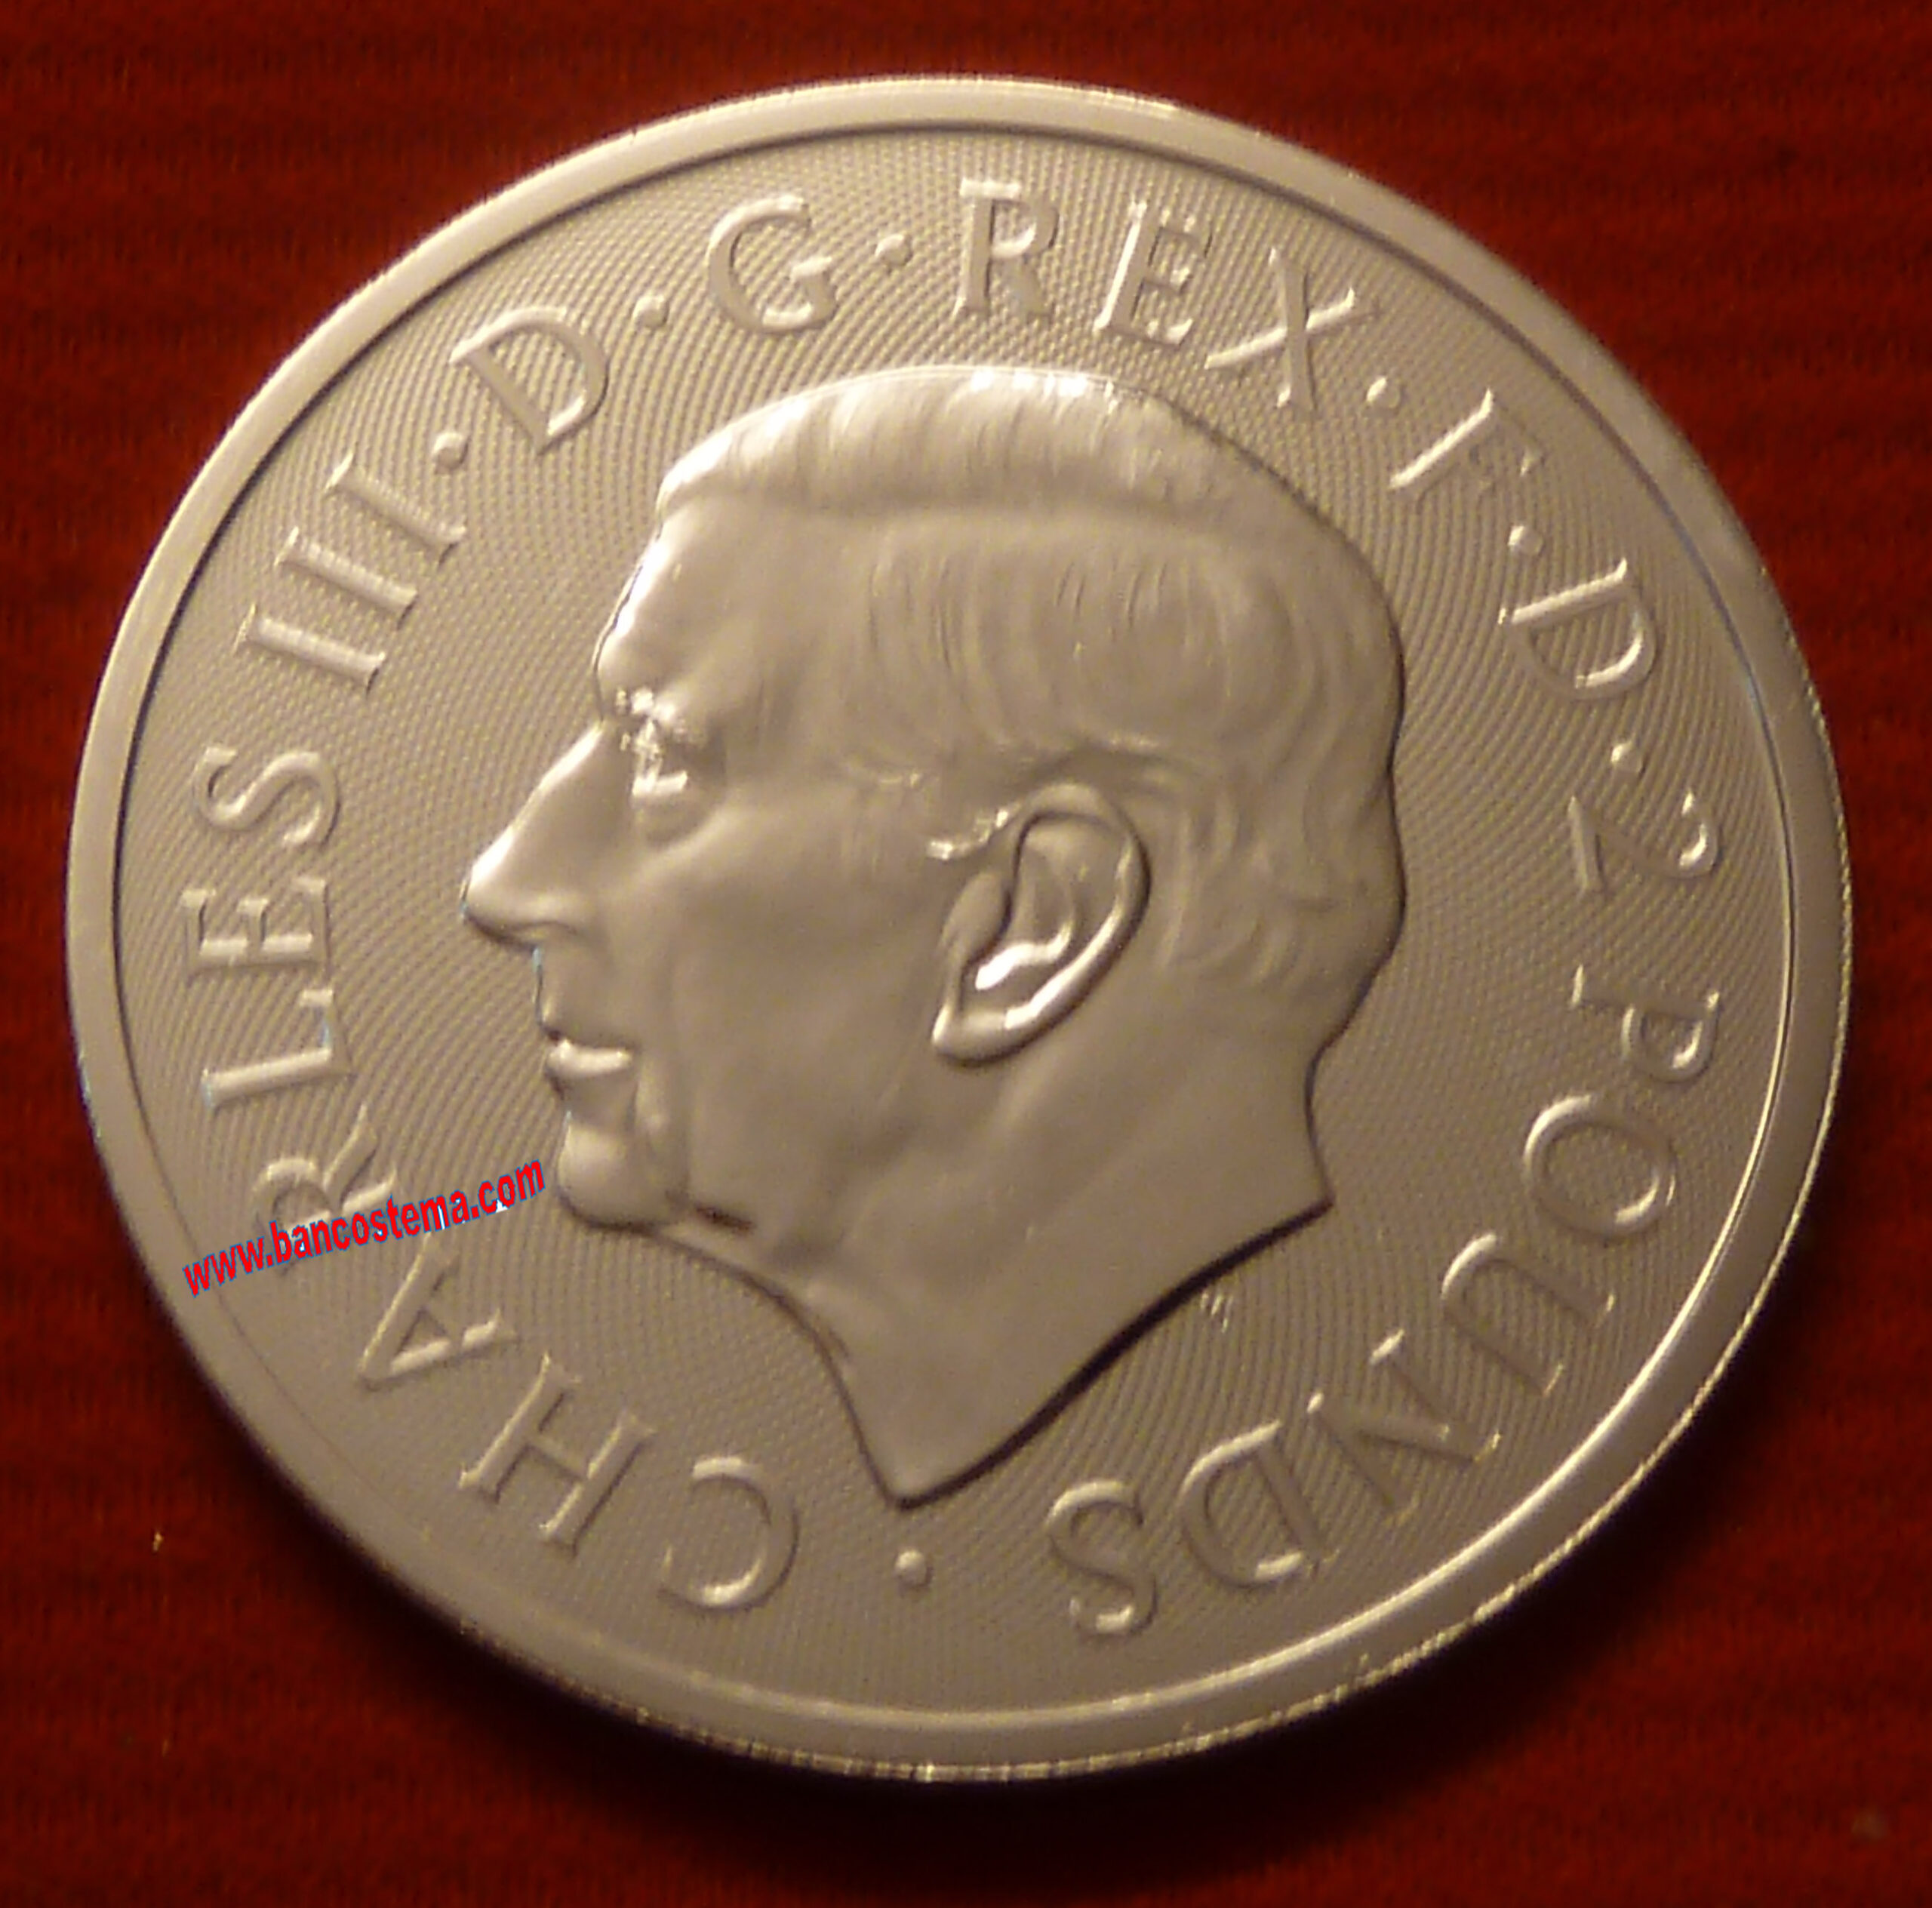 CHARLES III · D · G · REX · F · D · 2 POUNDS ·
www.bancostema.com